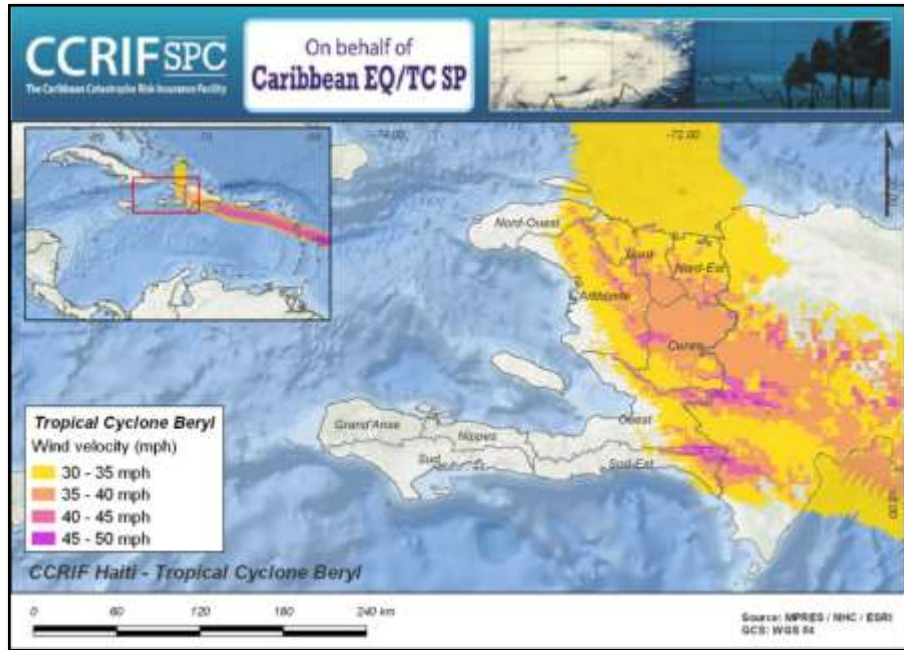 CCRIF SPC
The Caribbean Catastrophe Risk Insurance Facility
On behalf of
Caribbean EQ/TC SP
70
-74.00
-72.00
Nord-Ouest
Nord
Nord-Est
Artibonite
Centre
Ouest
Grand'Anse
Nippes
Sud
Sud-Est
Tropical Cyclone Beryl
Wind velocity (mph)
30 - 35 mph
35 - 40 mph
40 - 45 mph
45 - 50 mph
CCRIF Haiti - Tropical Cyclone Beryl
0 60 120 180 240 km
Source: MPRES / NHC / ESRI
GCS: WGS 84